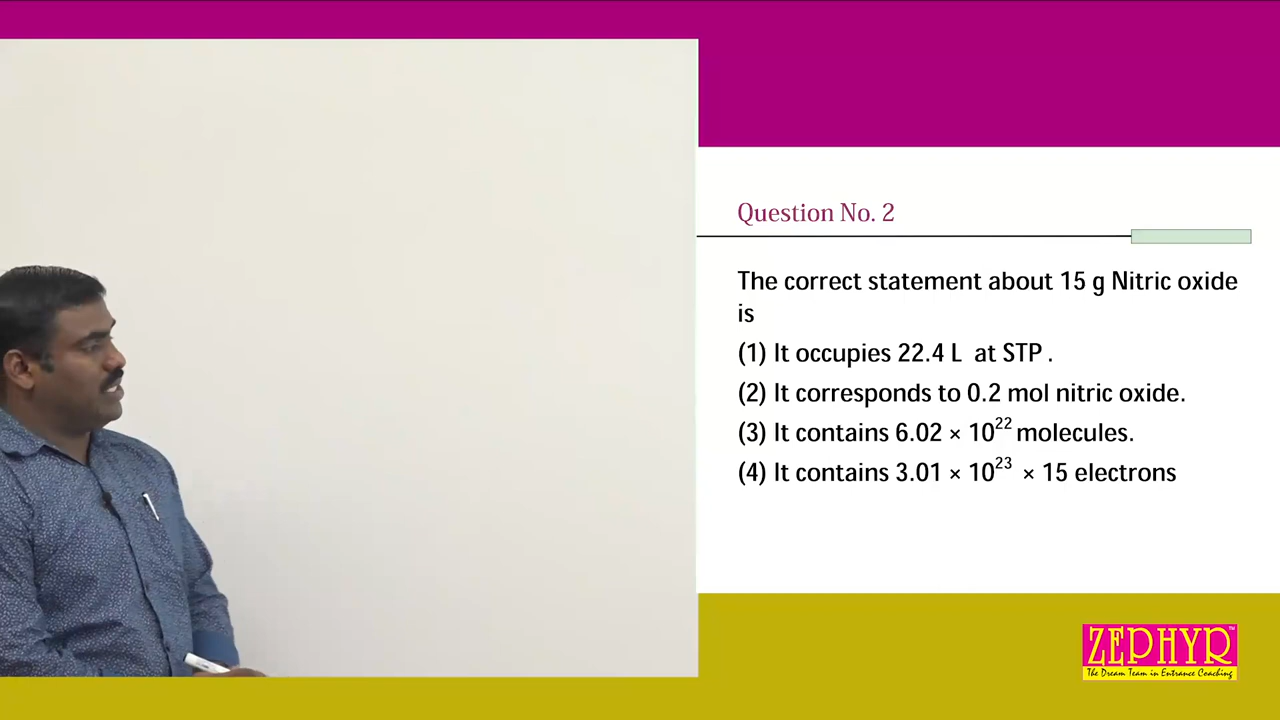 Question No. 2
The correct statement about 15 g Nitric oxide
is
(1) It occupies 22.4 L at STP .
(2) It corresponds to 0.2 mol nitric oxide.
(3) It contains 6.02 × 10²² molecules.
(4) It contains 3.01 × 10²³ × 15 electrons
ZEPHYR™
The Dream Team in Entrance Coaching